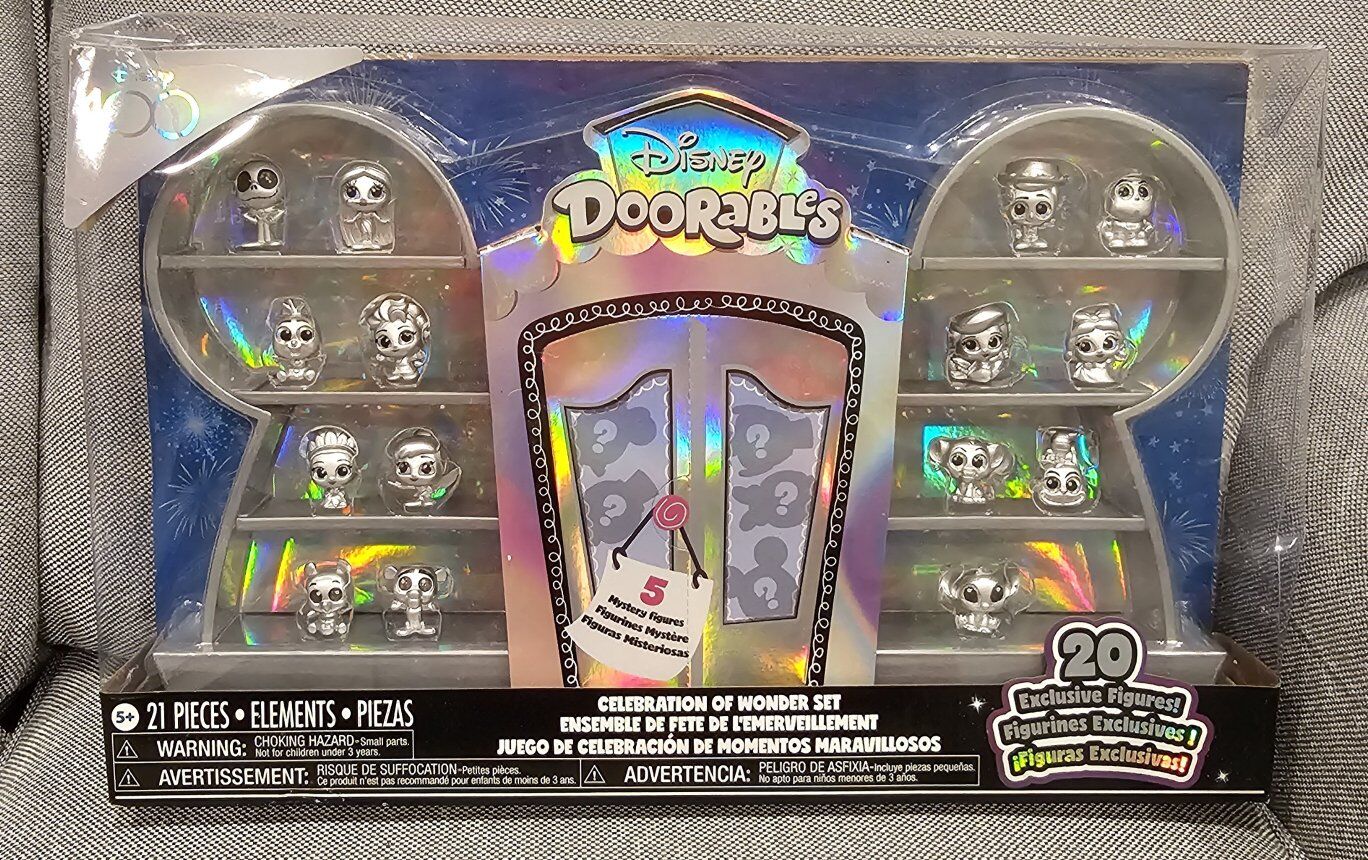 100
Disney
Doorables
?
?
?
?
?
5
Mystery figures
Figurines Mystère
Figuras Misteriosas
CELEBRATION OF WONDER SET
ENSEMBLE DE FETE DE L'EMERVEILLEMENT
JUEGO DE CELEBRACIÓN DE MOMENTOS MARAVILLOSOS
5+ 21 PIECES • ELEMENTS • PIEZAS
WARNING: CHOKING HAZARD-Small parts.
Not for children under 3 years.
AVERTISSEMENT: RISQUE DE SUFFOCATION-Petites pièces.
Ce produit n'est pas recommandé pour enfants de moins de 3 ans.
ADVERTENCIA: PELIGRO DE ASFIXIA-Incluye piezas pequeñas.
No apto para niños menores de 3 años.
20
Exclusive Figures!
Figurines Exclusives !
¡Figuras Exclusivas!